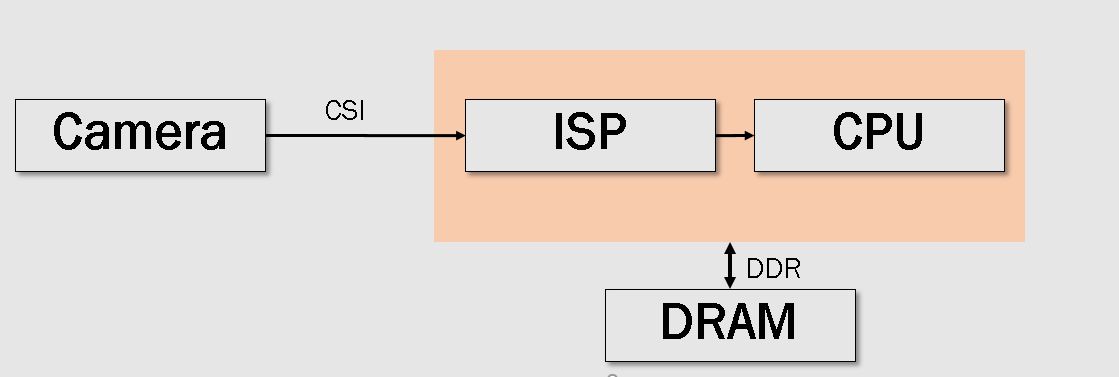 Camera
CSI
ISP
CPU
DDR
DRAM